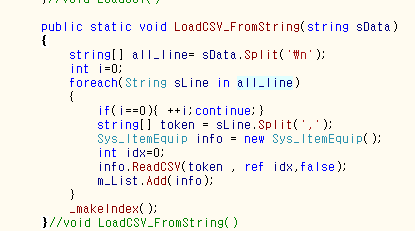 }//void LoadCSV()
public static void LoadCSV_FromString(string sData)
{
string[] all_line= sData.Split('₩n');
int i=0;
foreach(String sLine in all_line)
{
if(i==0){ ++i;continue;}
string[] token = sLine.Split(',');
Sys_ItemEquip info = new Sys_ItemEquip();
int idx=0;
info.ReadCSV(token , ref idx,false);
m_List.Add(info);
}
_makeIndex();
}//void LoadCSV_FromString()